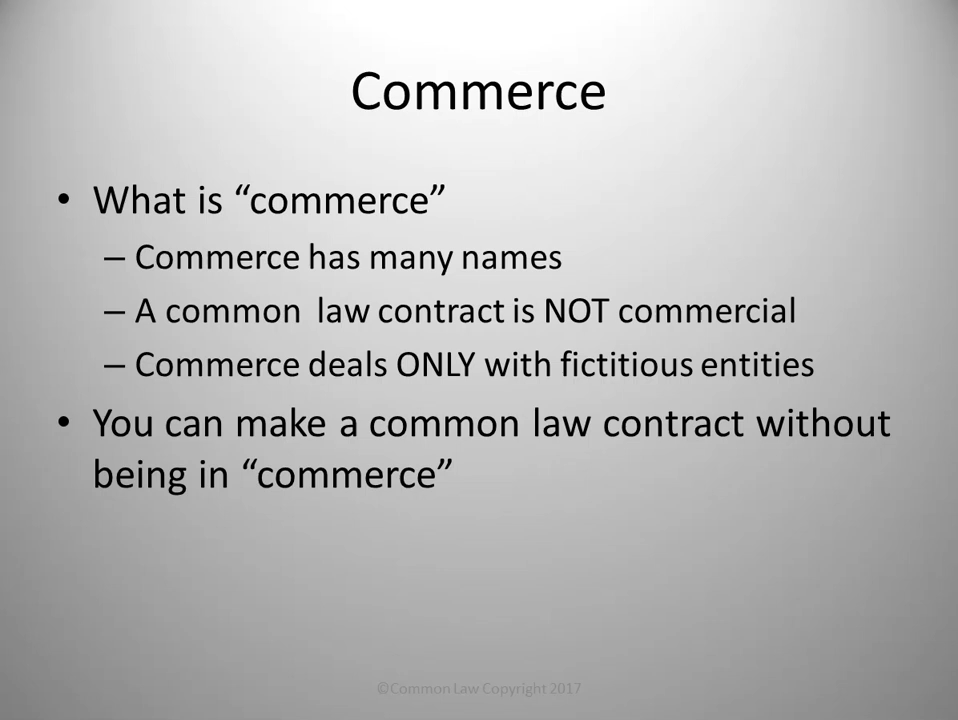 Commerce
• What is “commerce”
– Commerce has many names
– A common law contract is NOT commercial
– Commerce deals ONLY with fictitious entities
• You can make a common law contract without
being in “commerce”
©Common Law Copyright 2017